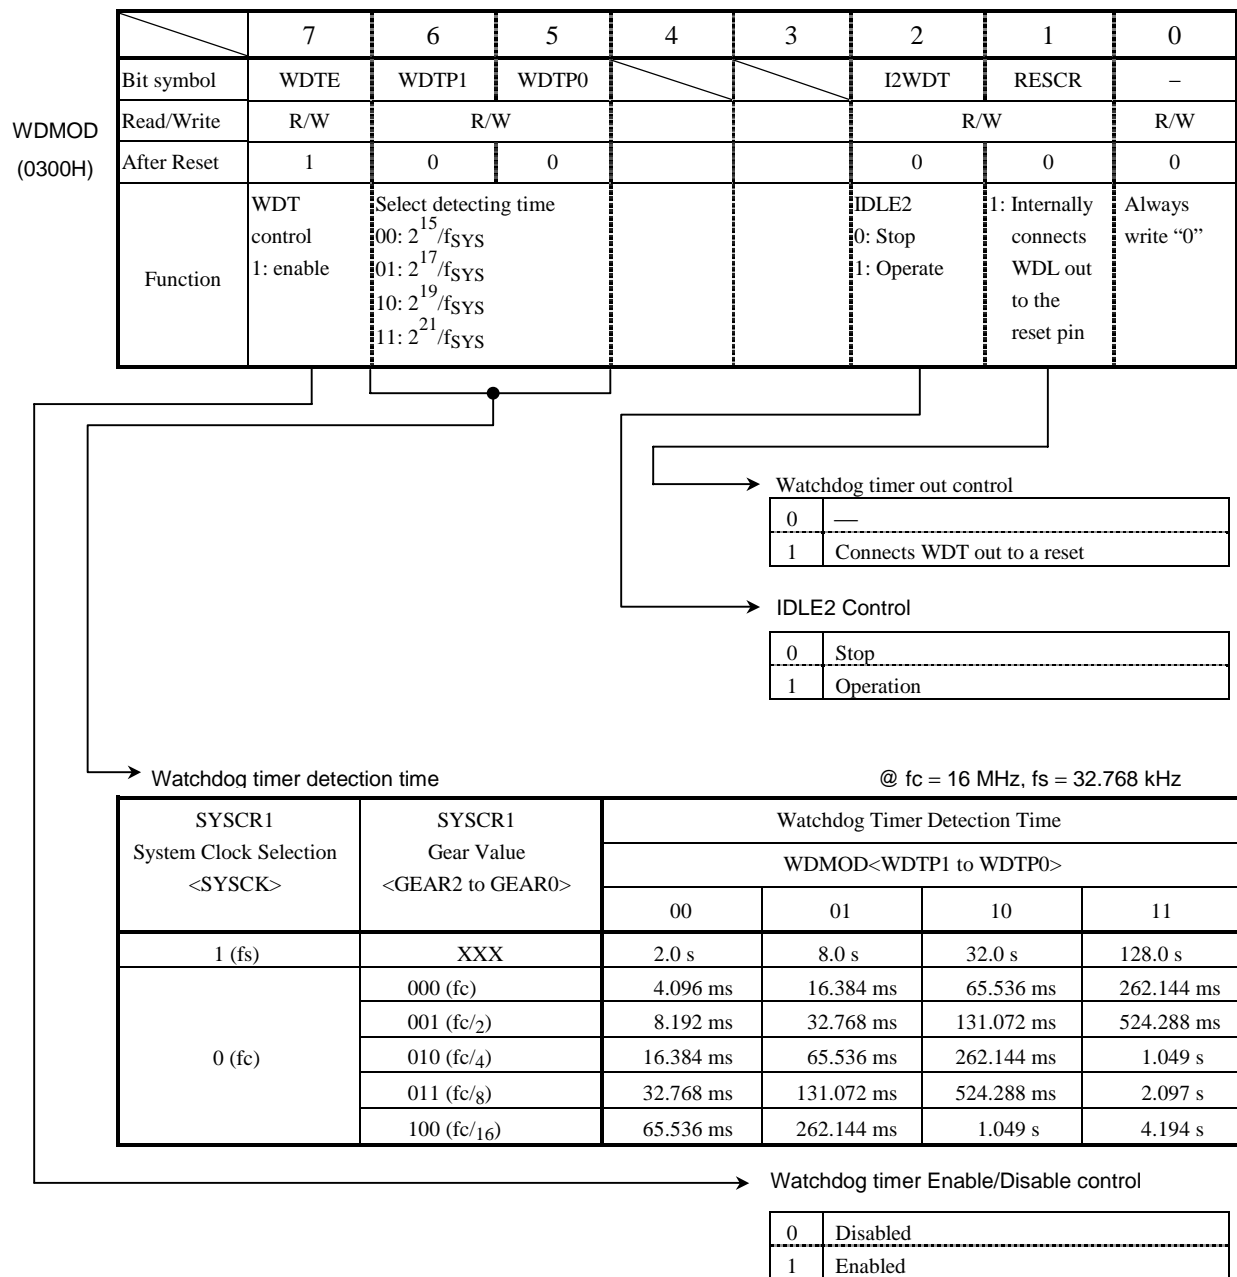 7 6 5 4 3 2 1 0
Bit symbol WDTE WDTP1 WDTP0 I2WDT RESCR –
WDMOD
(0300H)
Read/Write R/W R/W R/W R/W
After Reset 1 0 0 0 0 0
Function
WDT
control
1: enable
Select detecting time
00: 2^15/fSYS
01: 2^17/fSYS
10: 2^19/fSYS
11: 2^21/fSYS
IDLE2
0: Stop
1: Operate
1: Internally
connects
WDL out
to the
reset pin
Always
write “0”
Watchdog timer out control
0 —
1 Connects WDT out to a reset
IDLE2 Control
0 Stop
1 Operation
Watchdog timer detection time @ fc = 16 MHz, fs = 32.768 kHz
SYSCR1
System Clock Selection
<SYSCK>
SYSCR1
Gear Value
<GEAR2 to GEAR0>
Watchdog Timer Detection Time
WDMOD<WDTP1 to WDTP0>
00 01 10 11
1 (fs) XXX 2.0 s 8.0 s 32.0 s 128.0 s
0 (fc)
000 (fc) 4.096 ms 16.384 ms 65.536 ms 262.144 ms
001 (fc/2) 8.192 ms 32.768 ms 131.072 ms 524.288 ms
010 (fc/4) 16.384 ms 65.536 ms 262.144 ms 1.049 s
011 (fc/8) 32.768 ms 131.072 ms 524.288 ms 2.097 s
100 (fc/16) 65.536 ms 262.144 ms 1.049 s 4.194 s
Watchdog timer Enable/Disable control
0 Disabled
1 Enabled